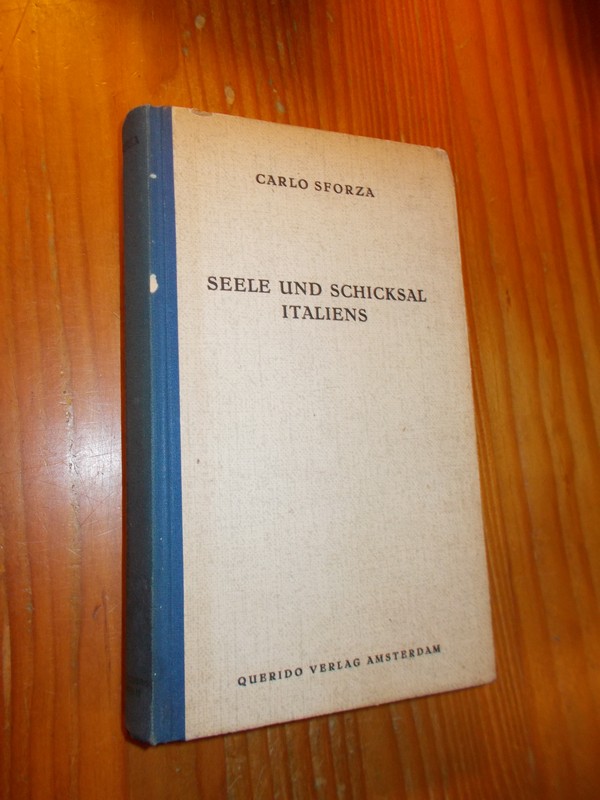 CARLO SFORZA
SEELE UND SCHICKSAL
ITALIENS
QUERIDO VERLAG AMSTERDAM